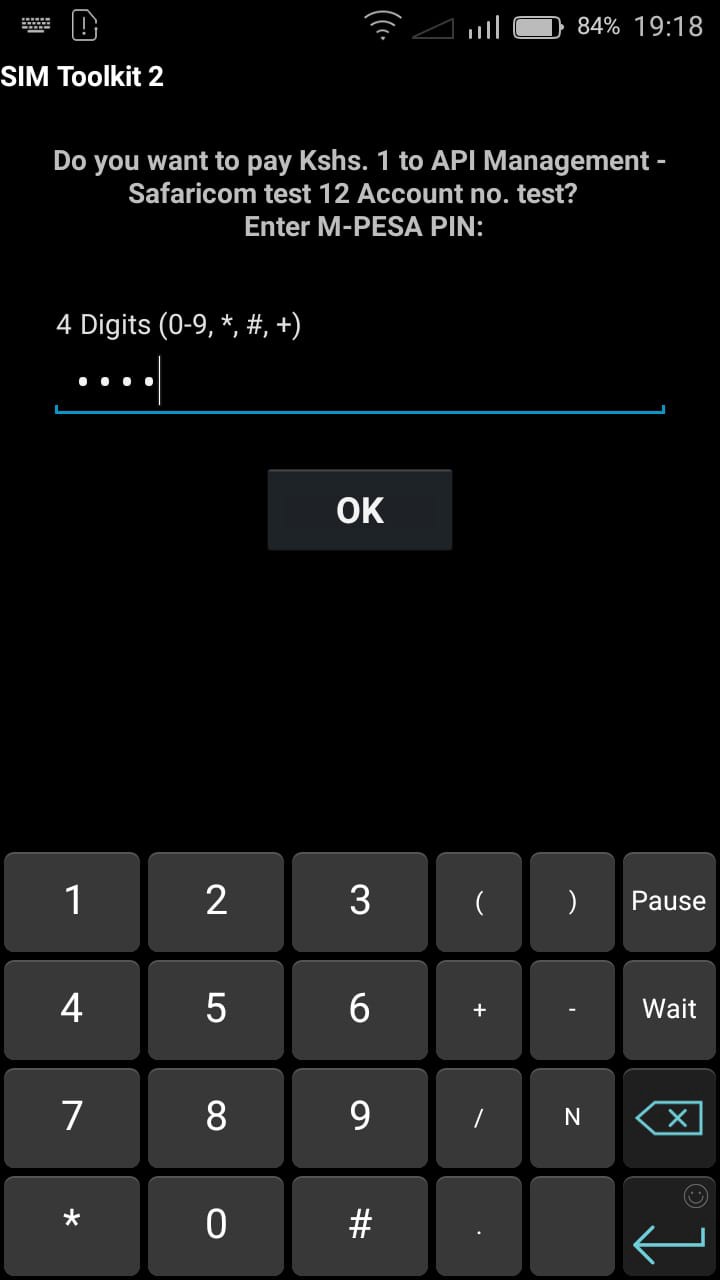 84% 19:18
SIM Toolkit 2
Do you want to pay Kshs. 1 to API Management -
Safaricom test 12 Account no. test?
Enter M-PESA PIN:
4 Digits (0-9, *, #, +)
••••
OK
1 2 3 ( ) Pause
4 5 6 + - Wait
7 8 9 / N
* 0 # .